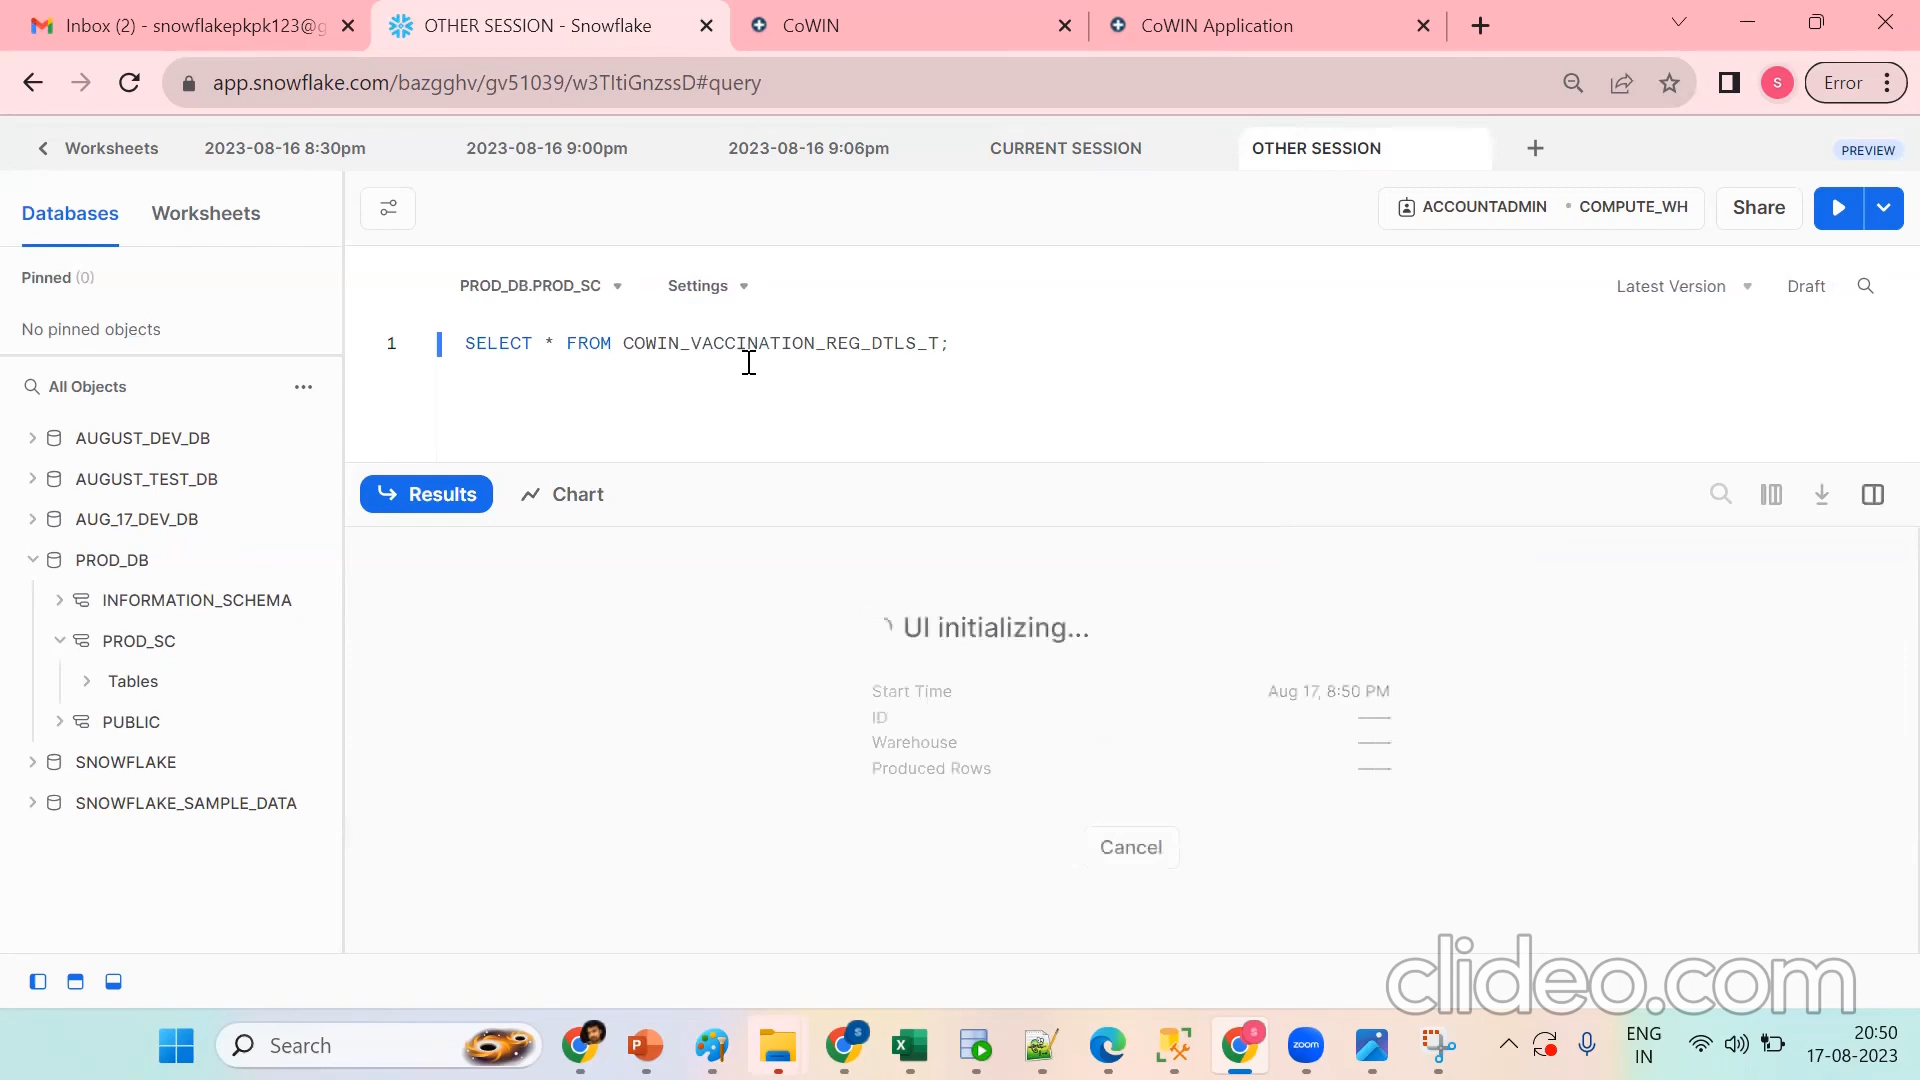 Inbox (2) - snowflakepkpk123@g
OTHER SESSION - Snowflake
CoWIN
CoWIN Application
app.snowflake.com/bazgghv/gv51039/w3TItiGnzssD#query
S
Error
Worksheets
2023-08-16 8:30pm
2023-08-16 9:00pm
2023-08-16 9:06pm
CURRENT SESSION
OTHER SESSION
PREVIEW
Databases
Worksheets
ACCOUNTADMIN
COMPUTE_WH
Share
Pinned (0)
No pinned objects
PROD_DB.PROD_SC
Settings
Latest Version
Draft
1
SELECT * FROM COWIN_VACCINATION_REG_DTLS_T;
All Objects
AUGUST_DEV_DB
AUGUST_TEST_DB
AUG_17_DEV_DB
PROD_DB
INFORMATION_SCHEMA
PROD_SC
Tables
PUBLIC
SNOWFLAKE
SNOWFLAKE_SAMPLE_DATA
Results
Chart
UI initializing...
Start Time
Aug 17, 8:50 PM
ID
Warehouse
Produced Rows
Cancel
clideo.com
Search
P
S
X
S
zoom
ENG
IN
20:50
17-08-2023